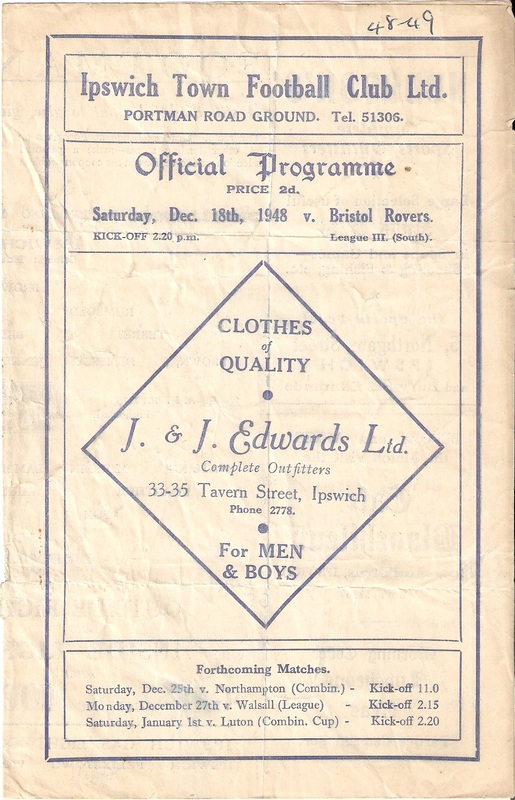 48-49
Ipswich Town Football Club Ltd.
PORTMAN ROAD GROUND. Tel. 51306.
Official Programme
PRICE 2d.
Saturday, Dec. 18th, 1948 v. Bristol Rovers.
KICK-OFF 2.20 p.m. League III. (South).
CLOTHES
of
QUALITY
J. & J. Edwards Ltd.
Complete Outfitters
33-35 Tavern Street, Ipswich
Phone 2778.
For MEN
& BOYS
Forthcoming Matches.
Saturday, Dec. 25th v. Northampton (Combin.) - Kick-off 11.0
Monday, December 27th v. Walsall (League) - Kick-off 2.15
Saturday, January 1st v. Luton (Combin. Cup) - Kick-off 2.20